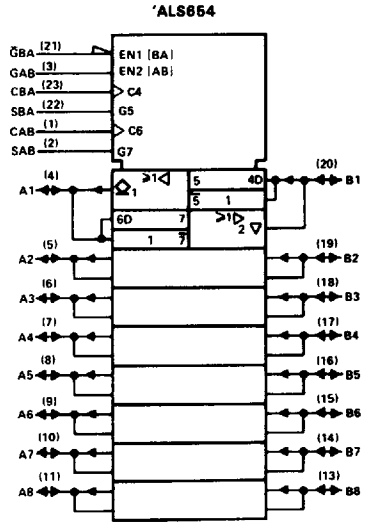 'ALS654
G̅BA (21) EN1 [BA]
GAB (3) EN2 [AB]
CBA (23) C4
SBA (22) G5
CAB (1) C6
SAB (2) G7
A1 (4) ≥1 1 5 4D (20) B1
5̅ 1
6D 7 ≥1
1 7̅ 2
A2 (5) (19) B2
A3 (6) (18) B3
A4 (7) (17) B4
A5 (8) (16) B5
A6 (9) (15) B6
A7 (10) (14) B7
A8 (11) (13) B8